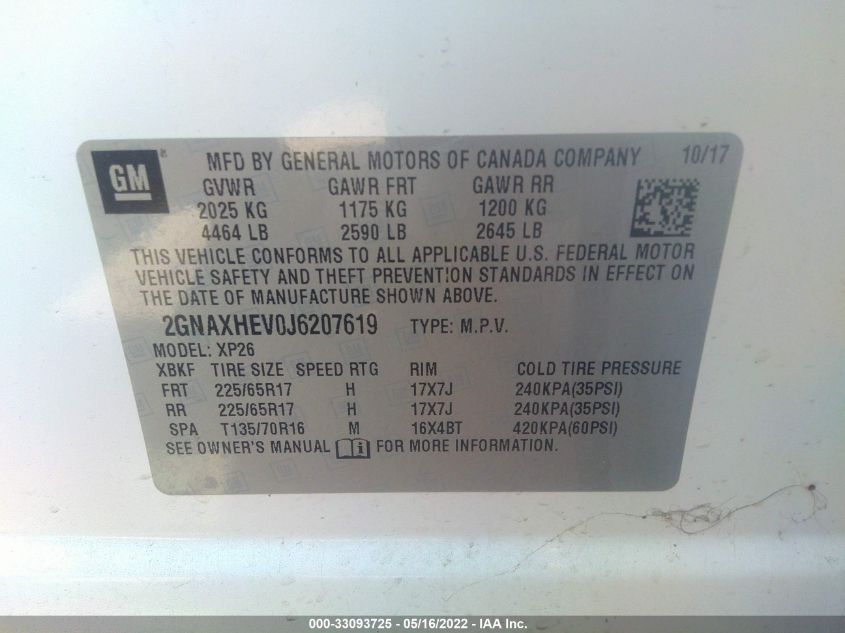 GM ® MFD BY GENERAL MOTORS OF CANADA COMPANY 10/17
GVWR GAWR FRT GAWR RR
2025 KG 1175 KG 1200 KG
4464 LB 2590 LB 2645 LB
THIS VEHICLE CONFORMS TO ALL APPLICABLE U.S. FEDERAL MOTOR
VEHICLE SAFETY AND THEFT PREVENTION STANDARDS IN EFFECT ON
THE DATE OF MANUFACTURE SHOWN ABOVE.
2GNAXHEV0J6207619 TYPE: M.P.V.
MODEL: XP26
XBKF TIRE SIZE SPEED RTG RIM COLD TIRE PRESSURE
FRT 225/65R17 H 17X7J 240KPA(35PSI)
RR 225/65R17 H 17X7J 240KPA(35PSI)
SPA T135/70R16 M 16X4BT 420KPA(60PSI)
SEE OWNER'S MANUAL i FOR MORE INFORMATION.
000-33093725 - 05/16/2022 - IAA Inc.